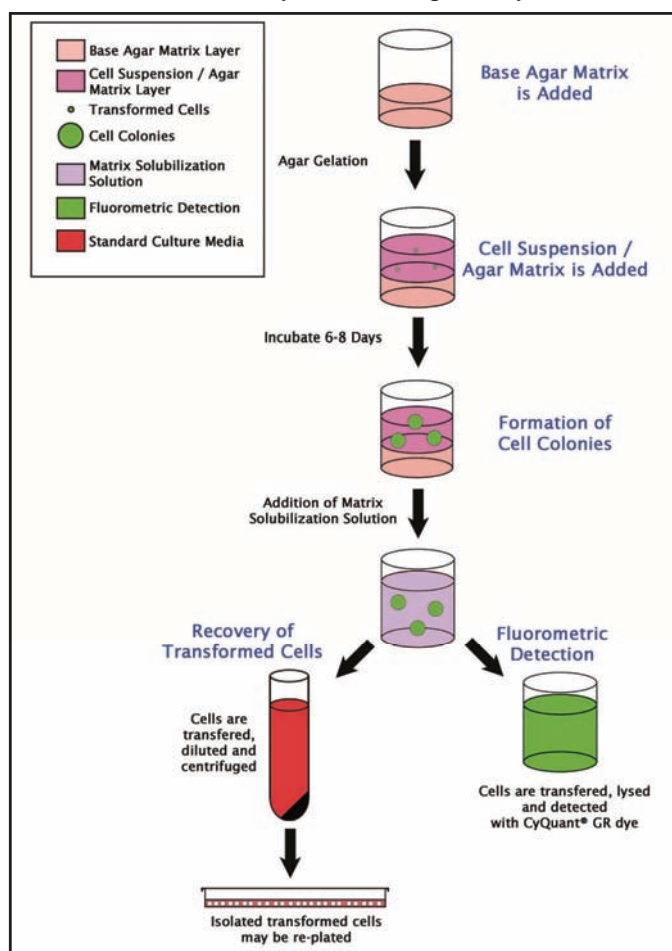 Base Agar Matrix Layer
Cell Suspension / Agar
Matrix Layer
Transformed Cells
Cell Colonies
Matrix Solubilization
Solution
Fluorometric Detection
Standard Culture Media
Base Agar Matrix
is Added
Agar Gelation
Cell Suspension /
Agar Matrix is Added
Incubate 6-8 Days
Formation of
Cell Colonies
Addition of Matrix
Solubilization Solution
Recovery of
Transformed Cells
Fluorometric
Detection
Cells are
transfered,
diluted and
centrifuged
Cells are transfered, lysed
and detected
with CyQuant® GR dye
Isolated transformed cells
may be re-plated